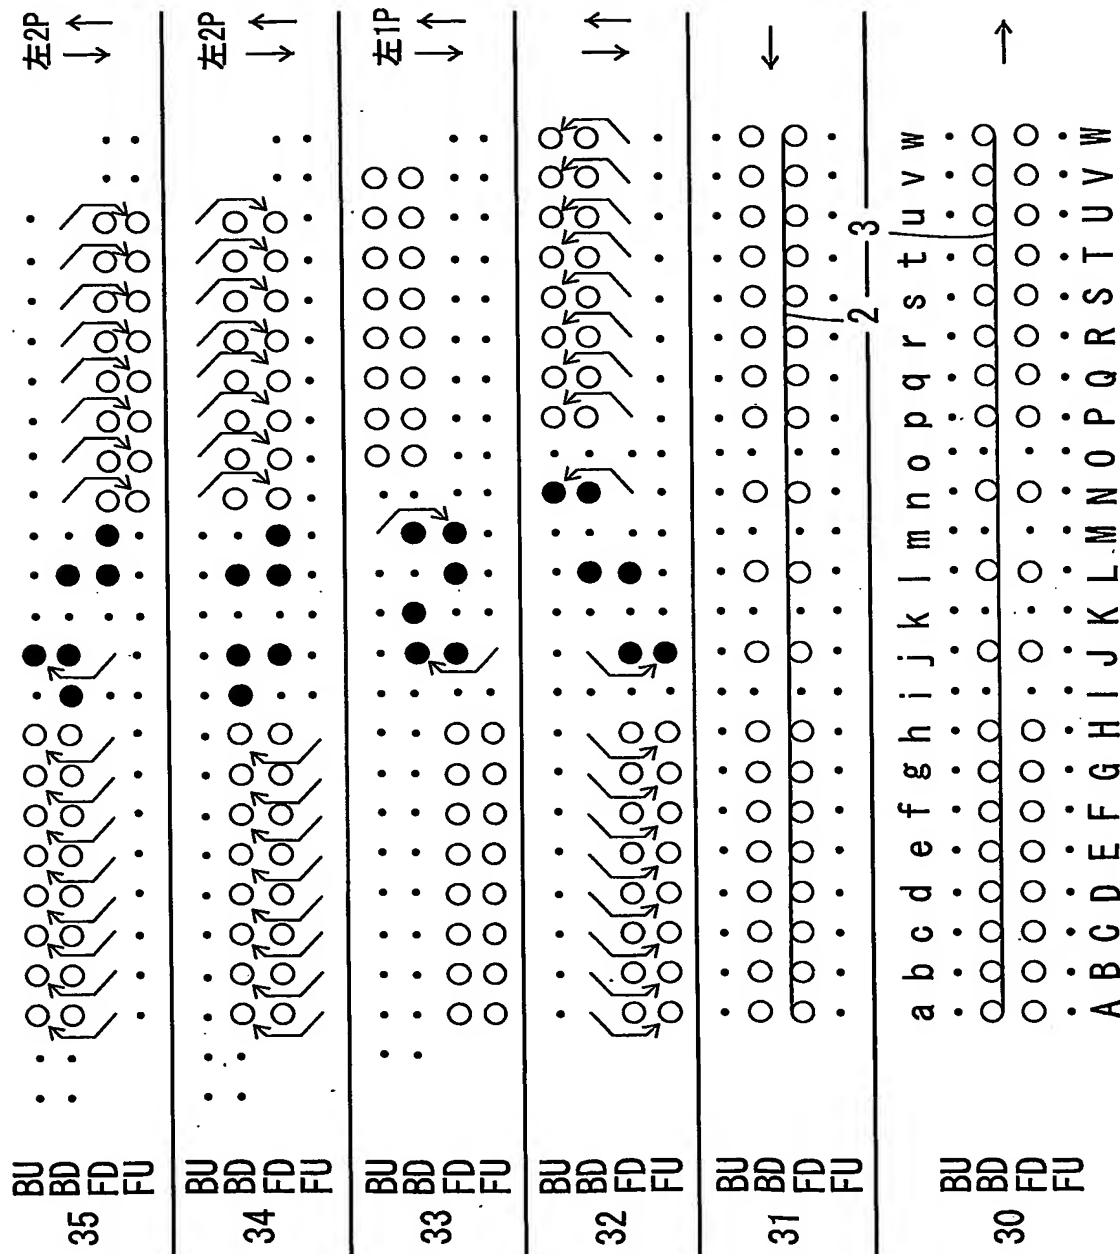 BU 左2P
BD
35
FD
FU
BU 左2P
BD
34
FD
FU
BU 左1P
BD
33
FD
FU
BU
BD
32
FD
FU
BU
BD
31
FD
FU
2 3
a b c d e f g h i j k l m n o p q r s t u v w
BU
BD
30
FD
FU
A B C D E F G H I J K L M N O P Q R S T U V W